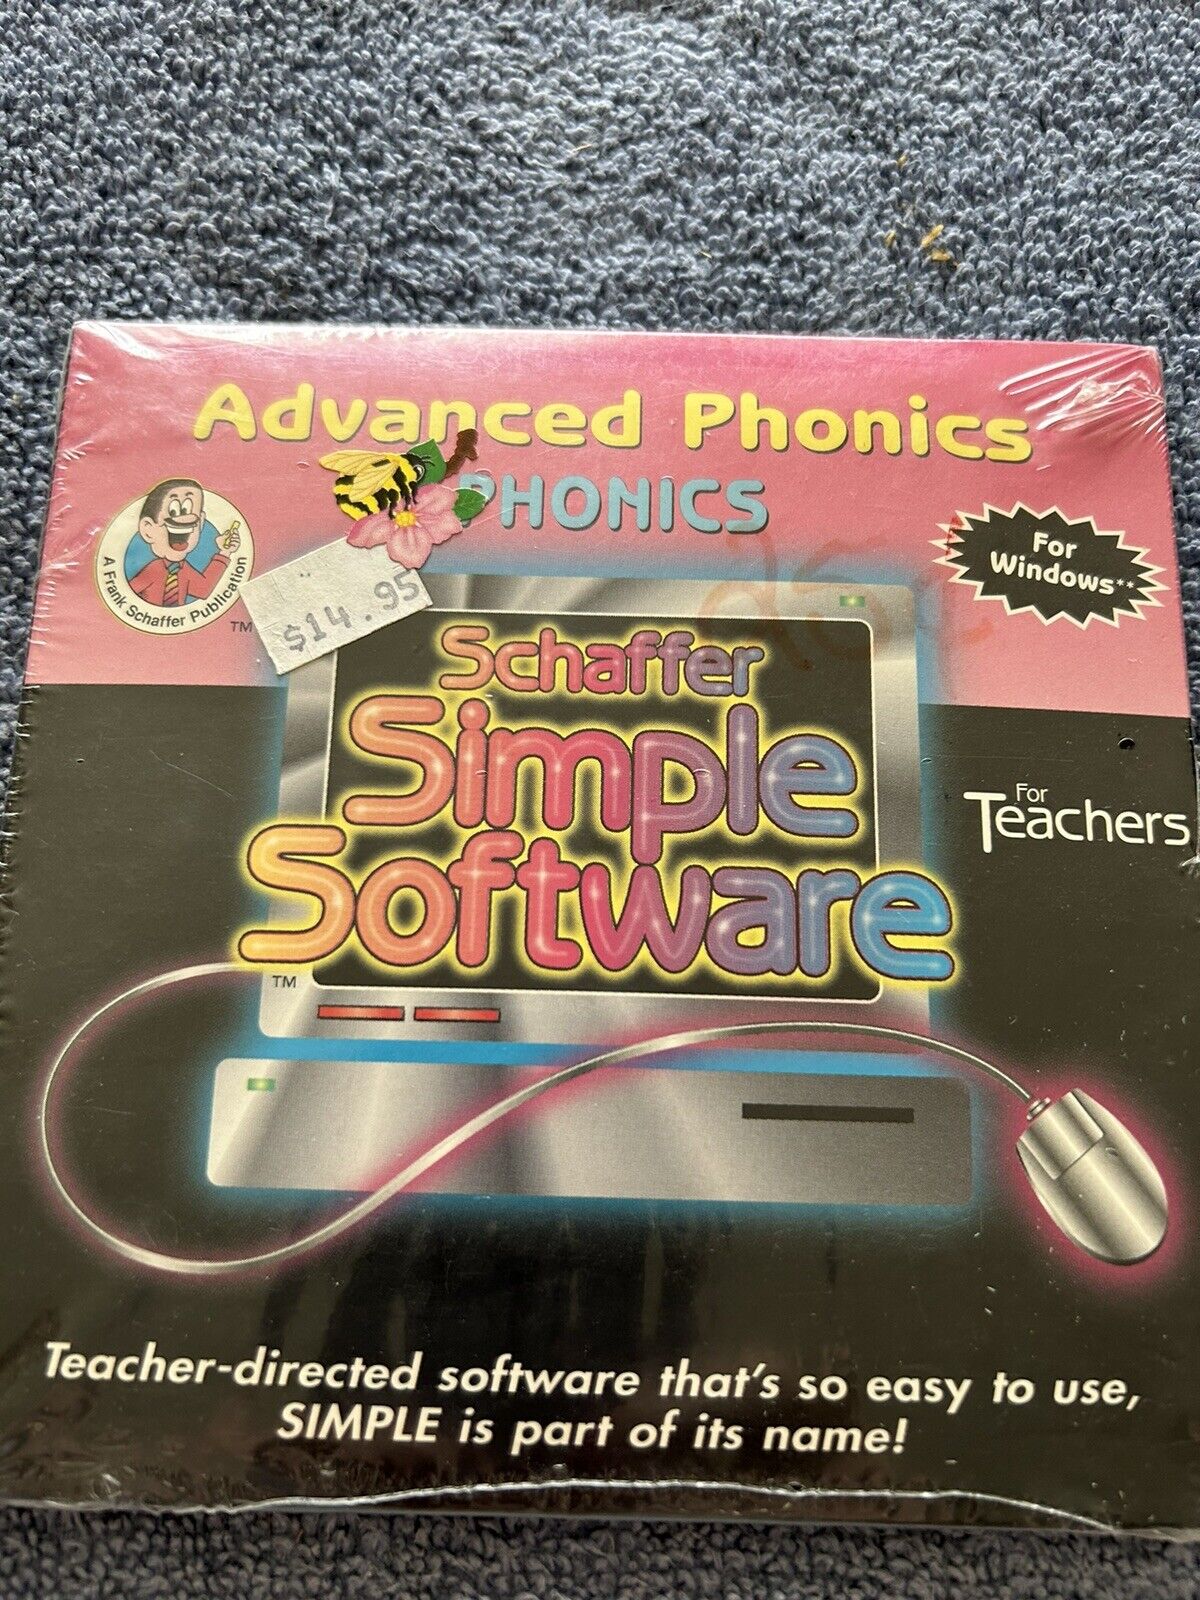 Advanced Phonics
PHONICS
A Frank Schaffer Publication
TM
$14.95
For
Windows**
Schaffer
Simple
Software
TM
For
Teachers
Teacher-directed software that's so easy to use,
SIMPLE is part of its name!